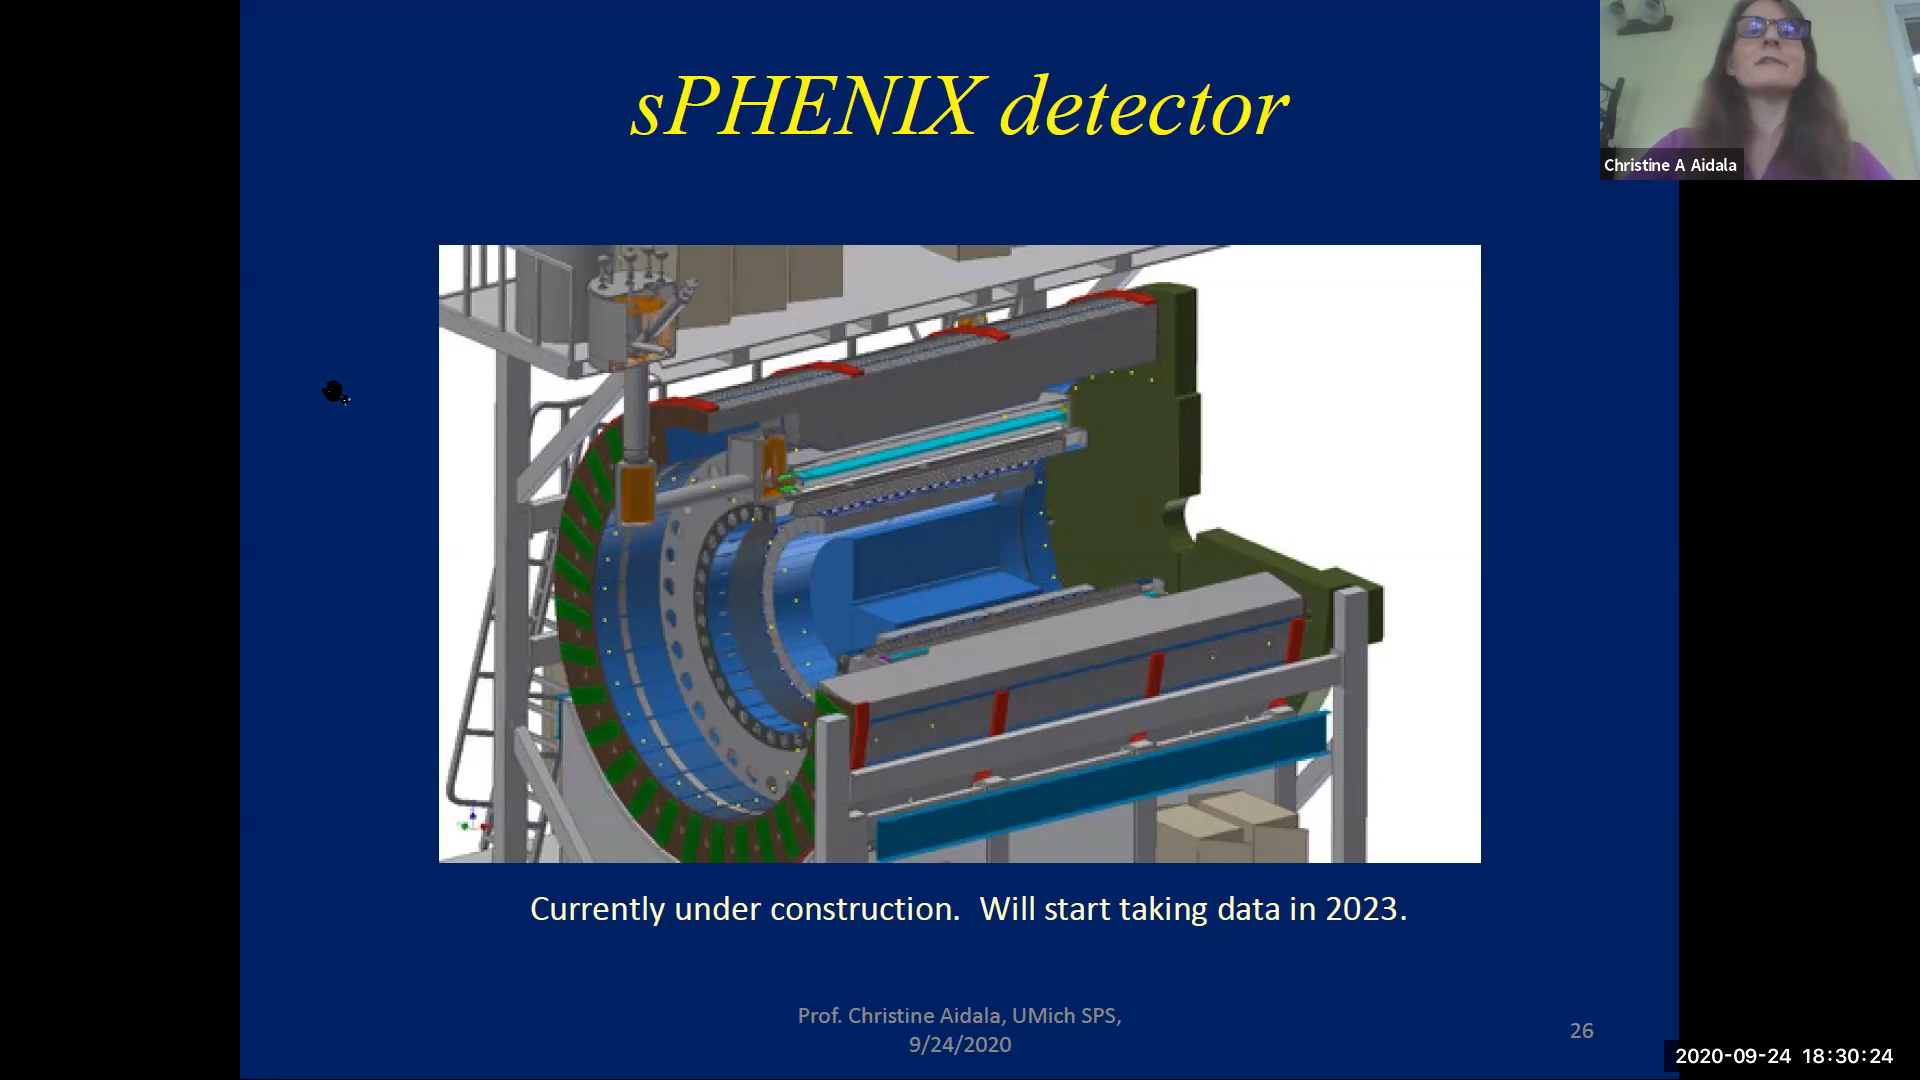 sPHENIX detector
Christine A Aidala
Currently under construction.  Will start taking data in 2023.
Prof. Christine Aidala, UMich SPS,
9/24/2020
26
2020-09-24 18:30:24